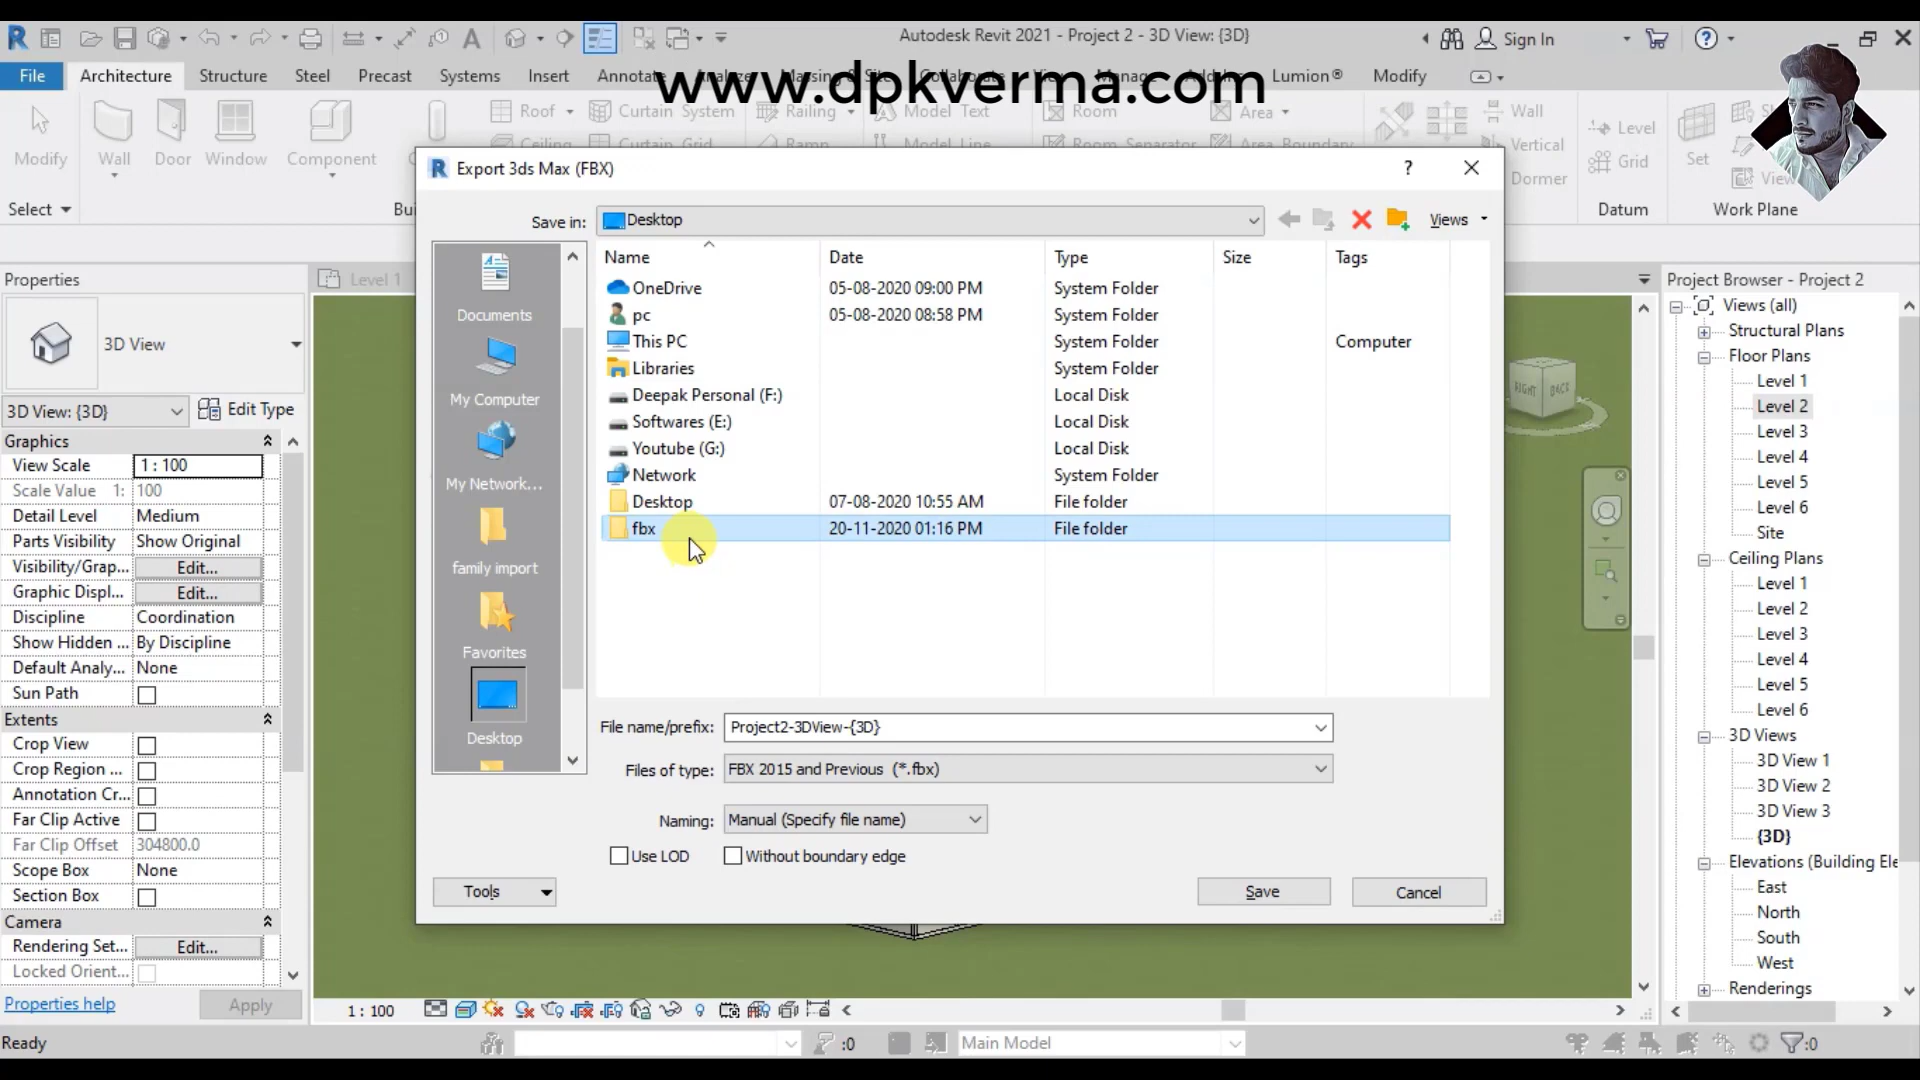 Autodesk Revit 2021 - Project 2 - 3D View: {3D}
Sign In
File Architecture Structure Steel Precast Systems Insert Annotate Lumion® Modify
www.dpkverma.com
Modify Wall Door Window Component
Roof Curtain System Railing Model Text Room Area Wall
Level
Vertical
Grid
Dormer
Set
Select
Datum
Work Plane
Export 3ds Max (FBX)
Save in: Desktop
Views
Name Date Type Size Tags
OneDrive 05-08-2020 09:00 PM System Folder
pc 05-08-2020 08:58 PM System Folder
This PC System Folder Computer
Libraries System Folder
Deepak Personal (F:) Local Disk
Softwares (E:) Local Disk
Youtube (G:) Local Disk
Network System Folder
Desktop 07-08-2020 10:55 AM File folder
fbx 20-11-2020 01:16 PM File folder
Documents
My Computer
My Network...
family import
Favorites
Desktop
File name/prefix: Project2-3DView-{3D}
Files of type: FBX 2015 and Previous (*.fbx)
Naming: Manual (Specify file name)
Use LOD Without boundary edge
Tools
Save
Cancel
Properties
Level 1
3D View
3D View: {3D}
Edit Type
Graphics
View Scale 1 : 100
Scale Value 1: 100
Detail Level Medium
Parts Visibility Show Original
Visibility/Grap... Edit...
Graphic Displ... Edit...
Discipline Coordination
Show Hidden ... By Discipline
Default Analy... None
Sun Path
Extents
Crop View
Crop Region ...
Annotation Cr...
Far Clip Active
Far Clip Offset 304800.0
Scope Box None
Section Box
Camera
Rendering Set... Edit...
Locked Orient...
Properties help
Apply
RIGHT BACK
Project Browser - Project 2
Views (all)
Structural Plans
Floor Plans
Level 1
Level 2
Level 3
Level 4
Level 5
Level 6
Site
Ceiling Plans
Level 1
Level 2
Level 3
Level 4
Level 5
Level 6
3D Views
3D View 1
3D View 2
3D View 3
{3D}
Elevations (Building Ele
East
North
South
West
Renderings
1 : 100
Ready
:0
Main Model
:0